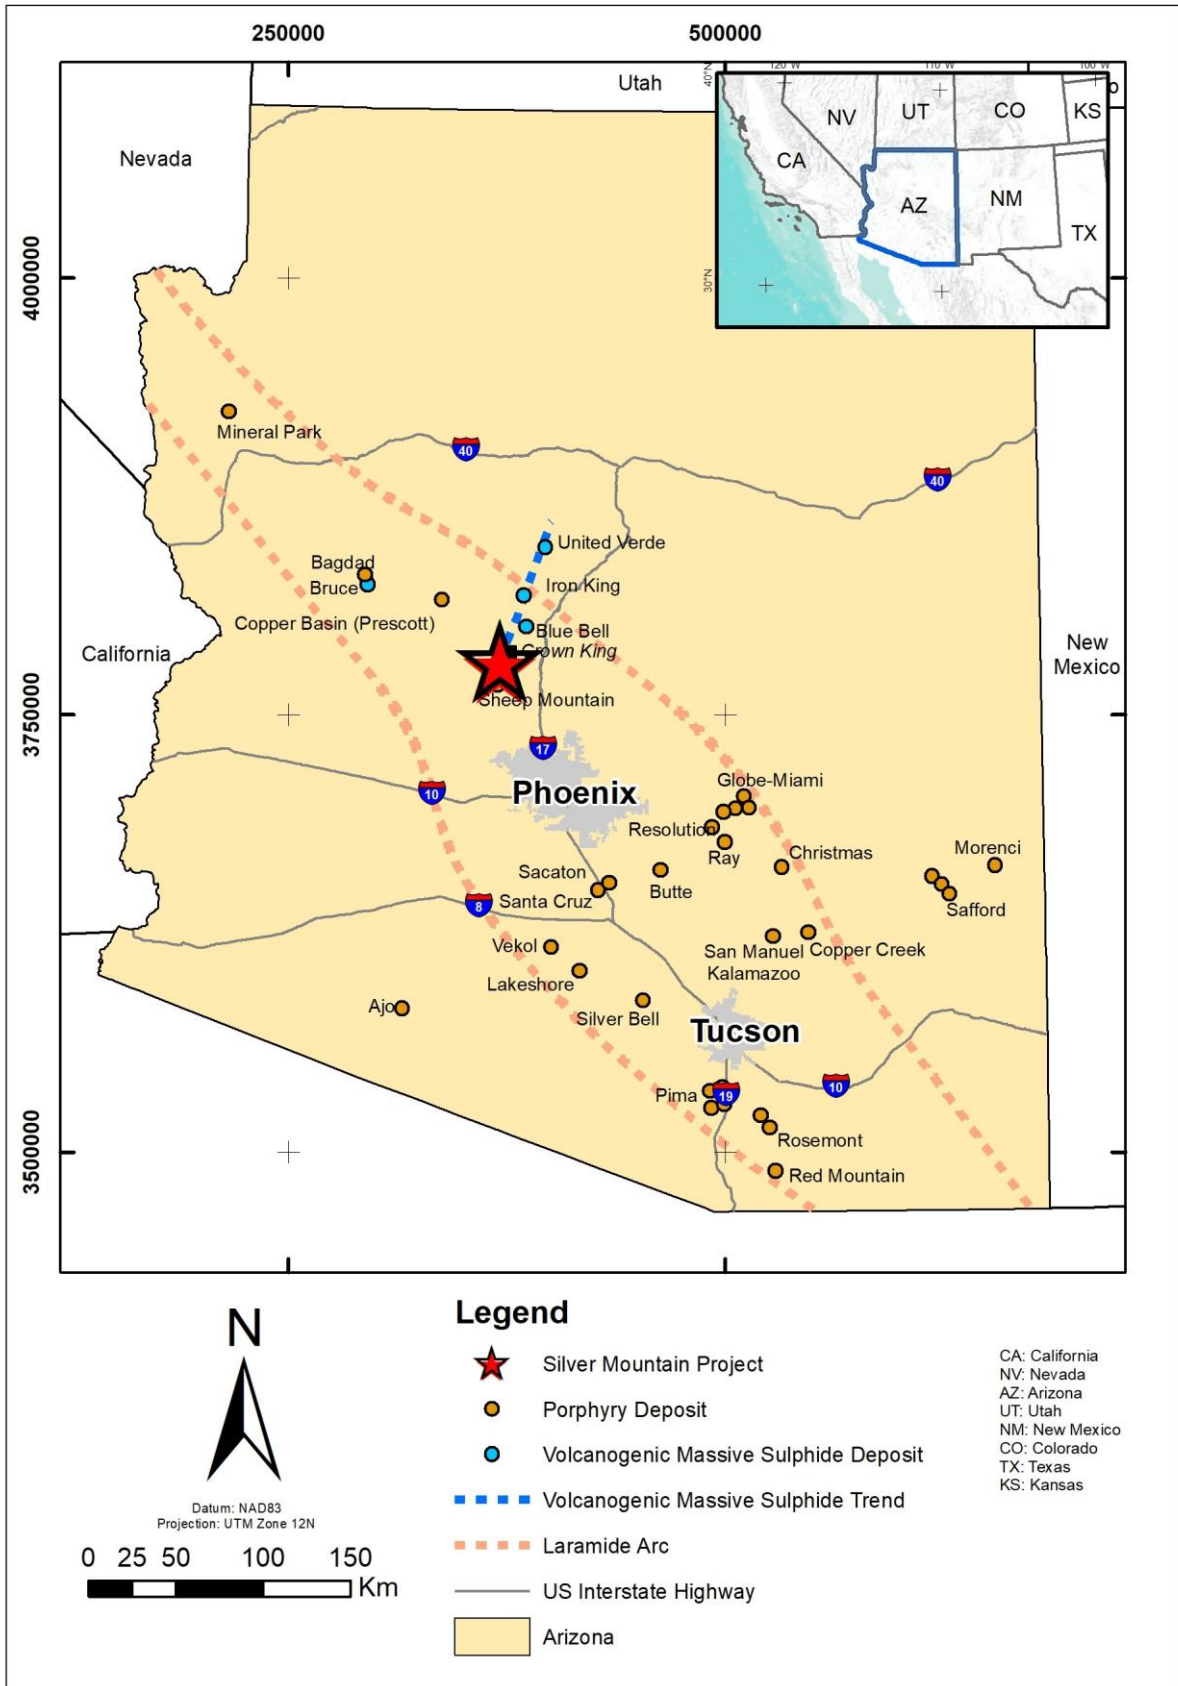 250000
500000
Utah
120°W
110°W
100°W
40°N
30°N
NV
UT
CO
KS
CA
AZ
NM
TX
Nevada
4000000
Mineral Park
40
40
United Verde
Bagdad
Bruce
Iron King
Copper Basin (Prescott)
Blue Bell
Crown King
California
New
Mexico
Sheep Mountain
3750000
17
10
Phoenix
Globe-Miami
Resolution
Ray
Christmas
Morenci
Sacaton
Butte
Santa Cruz
Safford
8
Vekol
San Manuel
Kalamazoo
Copper Creek
Lakeshore
Ajo
Silver Bell
Tucson
10
Pima
19
Rosemont
3500000
Red Mountain
N
Datum: NAD83
Projection: UTM Zone 12N
0 25 50 100 150
Km
Legend
Silver Mountain Project
Porphyry Deposit
Volcanogenic Massive Sulphide Deposit
Volcanogenic Massive Sulphide Trend
Laramide Arc
US Interstate Highway
Arizona
CA: California
NV: Nevada
AZ: Arizona
UT: Utah
NM: New Mexico
CO: Colorado
TX: Texas
KS: Kansas